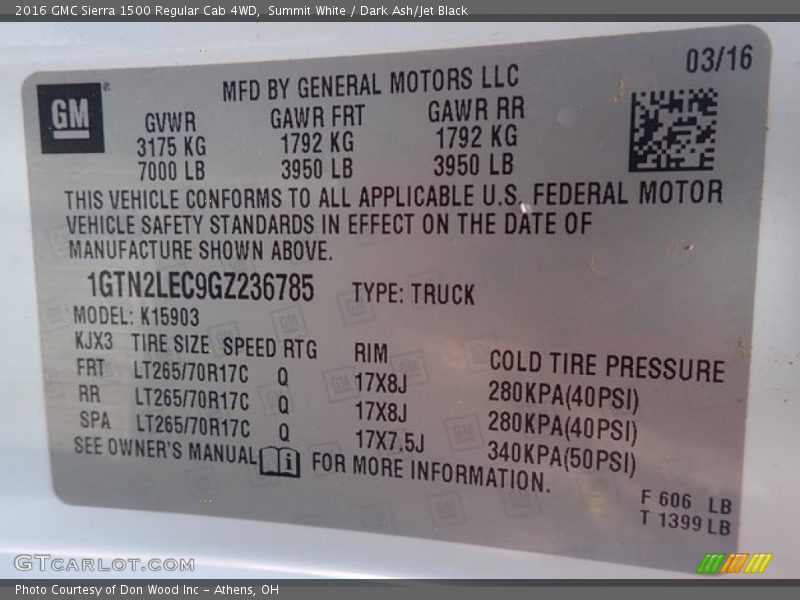 2016 GMC Sierra 1500 Regular Cab 4WD,  Summit White / Dark Ash/Jet Black
03/16
GM®
MFD BY GENERAL MOTORS LLC
GVWR GAWR FRT GAWR RR
3175 KG 1792 KG 1792 KG
7000 LB 3950 LB 3950 LB
THIS VEHICLE CONFORMS TO ALL APPLICABLE U.S. FEDERAL MOTOR
VEHICLE SAFETY STANDARDS IN EFFECT ON THE DATE OF
MANUFACTURE SHOWN ABOVE.
1GTN2LEC9GZ236785 TYPE: TRUCK
MODEL: K15903
KJX3 TIRE SIZE SPEED RTG RIM COLD TIRE PRESSURE
FRT LT265/70R17C Q 17X8J 280KPA(40PSI)
RR LT265/70R17C Q 17X8J 280KPA(40PSI)
SPA LT265/70R17C Q 17X7.5J 340KPA(50PSI)
SEE OWNER'S MANUAL i FOR MORE INFORMATION.
F 606 LB
T 1399 LB
GTCARLOT.COM
Photo Courtesy of Don Wood Inc – Athens, OH